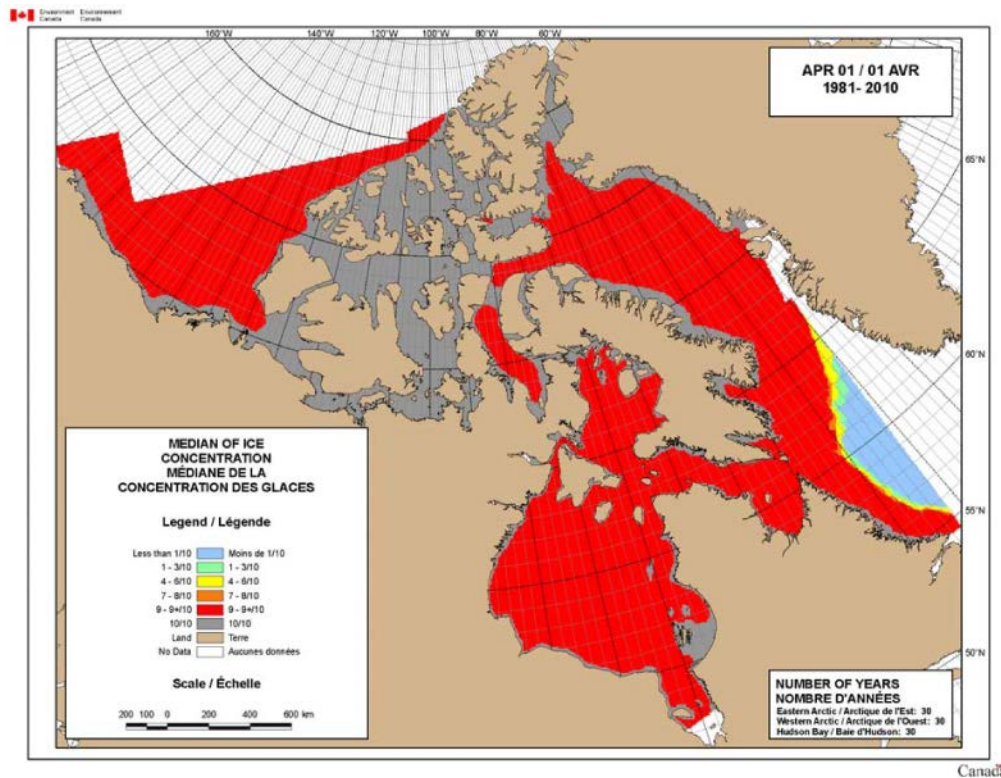 Environment Environnement
Canada Canada
160°W 140°W 120°W 100°W 80°W 60°W
APR 01 / 01 AVR
1981- 2010
65°N
60°N
55°N
50°N
MEDIAN OF ICE
CONCENTRATION
MÉDIANE DE LA
CONCENTRATION DES GLACES
Legend / Légende
Less than 1/10 Moins de 1/10
1 - 3/10 1 - 3/10
4 - 6/10 4 - 6/10
7 - 8/10 7 - 8/10
9 - 9+/10 9 - 9+/10
10/10 10/10
Land Terre
No Data Aucunes données
Scale / Échelle
200 100 0 200 400 600 km
NUMBER OF YEARS
NOMBRE D'ANNÉES
Eastern Arctic / Arctique de l'Est: 30
Western Arctic / Arctique de l'Ouest: 30
Hudson Bay / Baie d'Hudson: 30
Canada